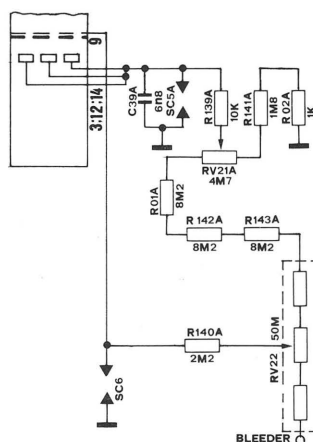 9
3:12:14
C39A
6n8
SC5A
R139A
10K
R141A
1M8
R02A
1K
RV21A
4M7
R01A
8M2
R142A
8M2
R143A
8M2
R140A
2M2
50M
RV22
SC6
BLEEDER